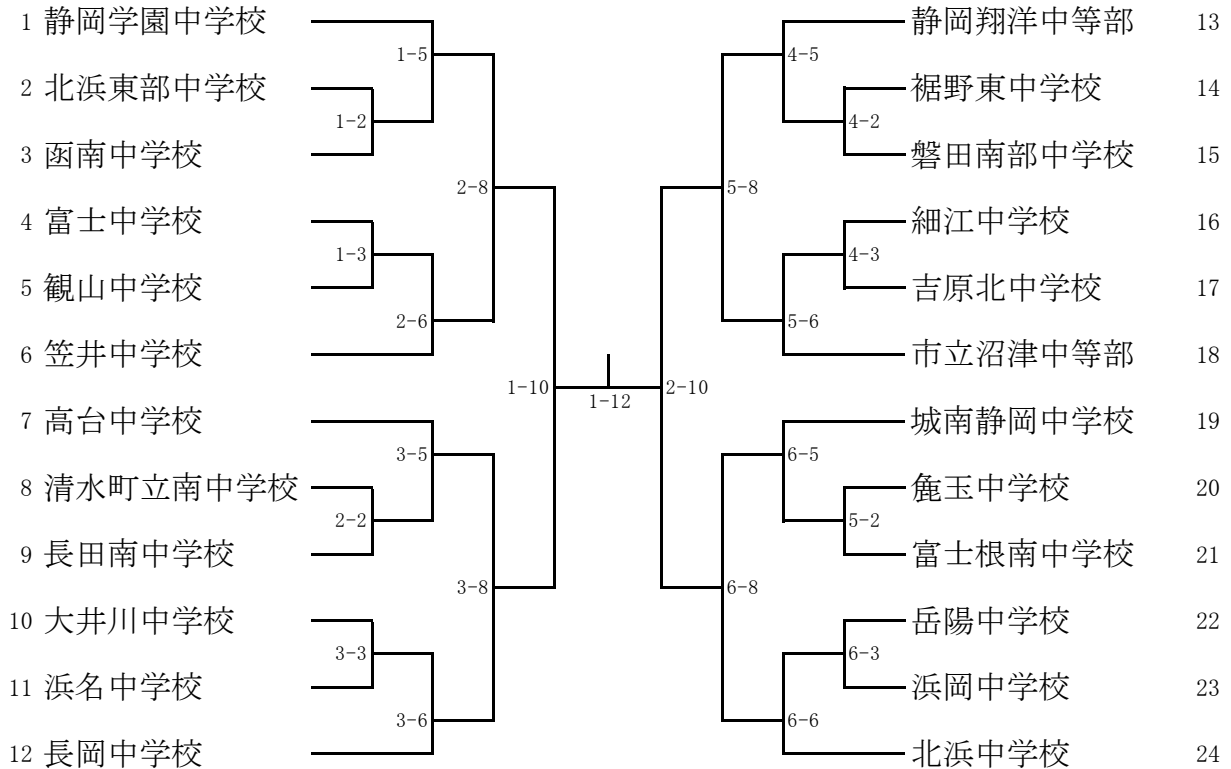 1 静岡学園中学校
静岡翔洋中等部 13
1-5
4-5
2 北浜東部中学校
裾野東中学校 14
1-2
4-2
3 函南中学校
磐田南部中学校 15
2-8
5-8
4 富士中学校
細江中学校 16
1-3
4-3
5 観山中学校
吉原北中学校 17
2-6
5-6
6 笠井中学校
市立沼津中等部 18
1-10
1-12
2-10
7 高台中学校
城南静岡中学校 19
3-5
6-5
8 清水町立南中学校
麁玉中学校 20
2-2
5-2
9 長田南中学校
富士根南中学校 21
3-8
6-8
10 大井川中学校
岳陽中学校 22
3-3
6-3
11 浜名中学校
浜岡中学校 23
3-6
6-6
12 長岡中学校
北浜中学校 24